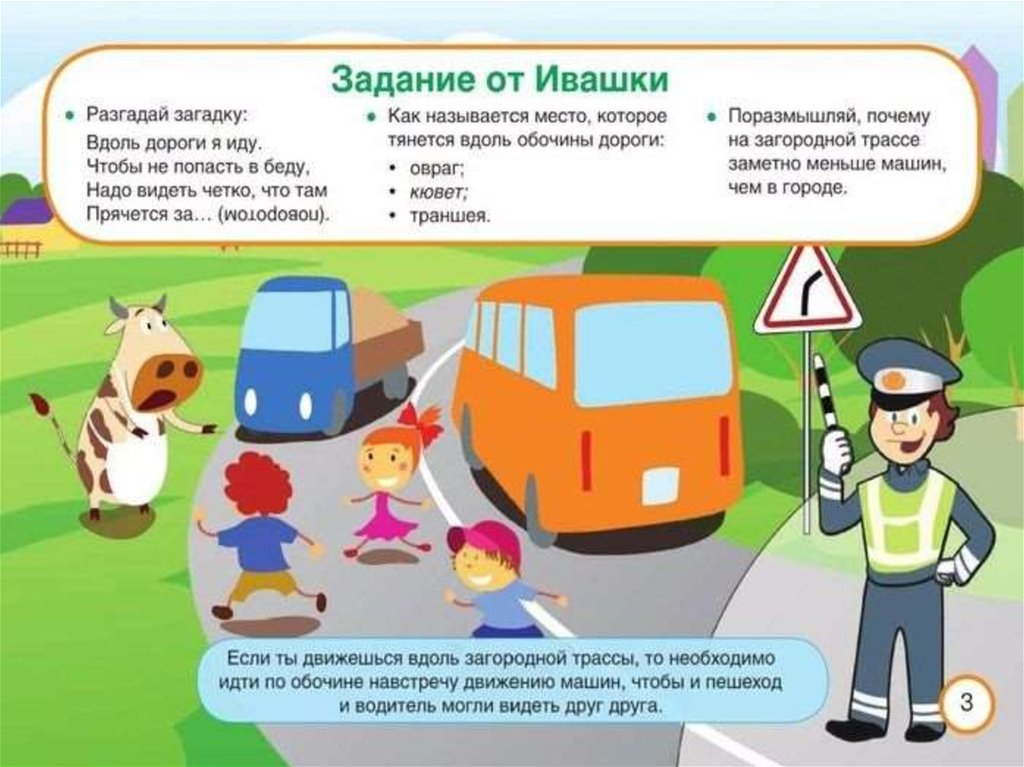 Задание от Ивашки
• Разгадай загадку:
Вдоль дороги я иду.
Чтобы не попасть в беду,
Надо видеть четко, что там
Прячется за... (поворотом).
• Как называется место, которое
тянется вдоль обочины дороги:
• овраг;
• кювет;
• траншея.
• Поразмышляй, почему
на загородной трассе
заметно меньше машин,
чем в городе.
Если ты движешься вдоль загородной трассы, то необходимо
идти по обочине навстречу движению машин, чтобы и пешеход
и водитель могли видеть друг друга.
3